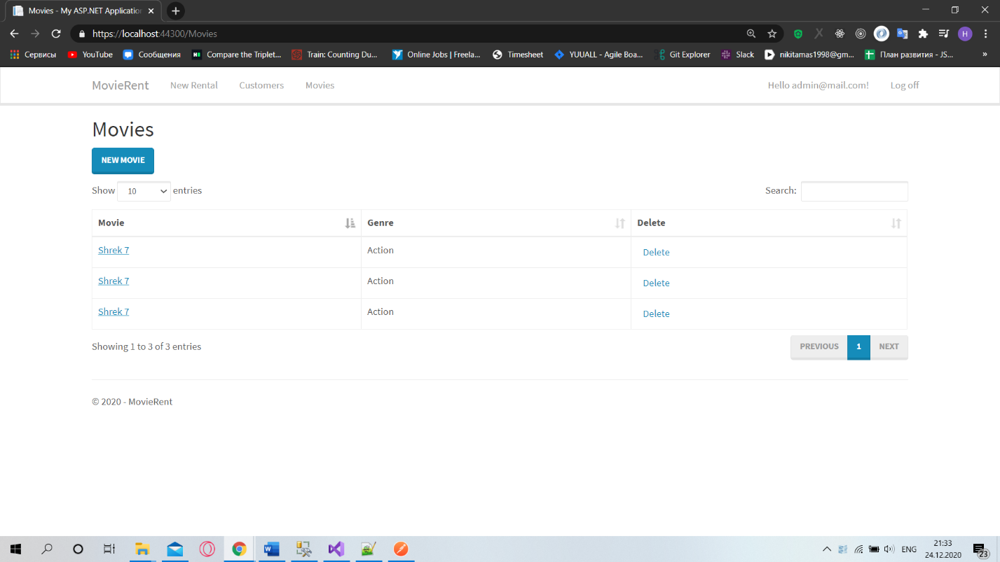 Movies - My ASP.NET Application
https://localhost:44300/Movies
Сервисы YouTube Сообщения Compare the Triplet... Train: Counting Du... Online Jobs | Freela... Timesheet YUUALL - Agile Boa... Git Explorer Slack nikitamas1998@gm... План развития - JS... »
MovieRent New Rental Customers Movies Hello admin@mail.com! Log off
Movies
NEW MOVIE
Show 10 entries Search:
Movie Genre Delete
Shrek 7 Action Delete
Shrek 7 Action Delete
Shrek 7 Action Delete
Showing 1 to 3 of 3 entries PREVIOUS 1 NEXT
© 2020 - MovieRent
ENG 21:33
24.12.2020 23